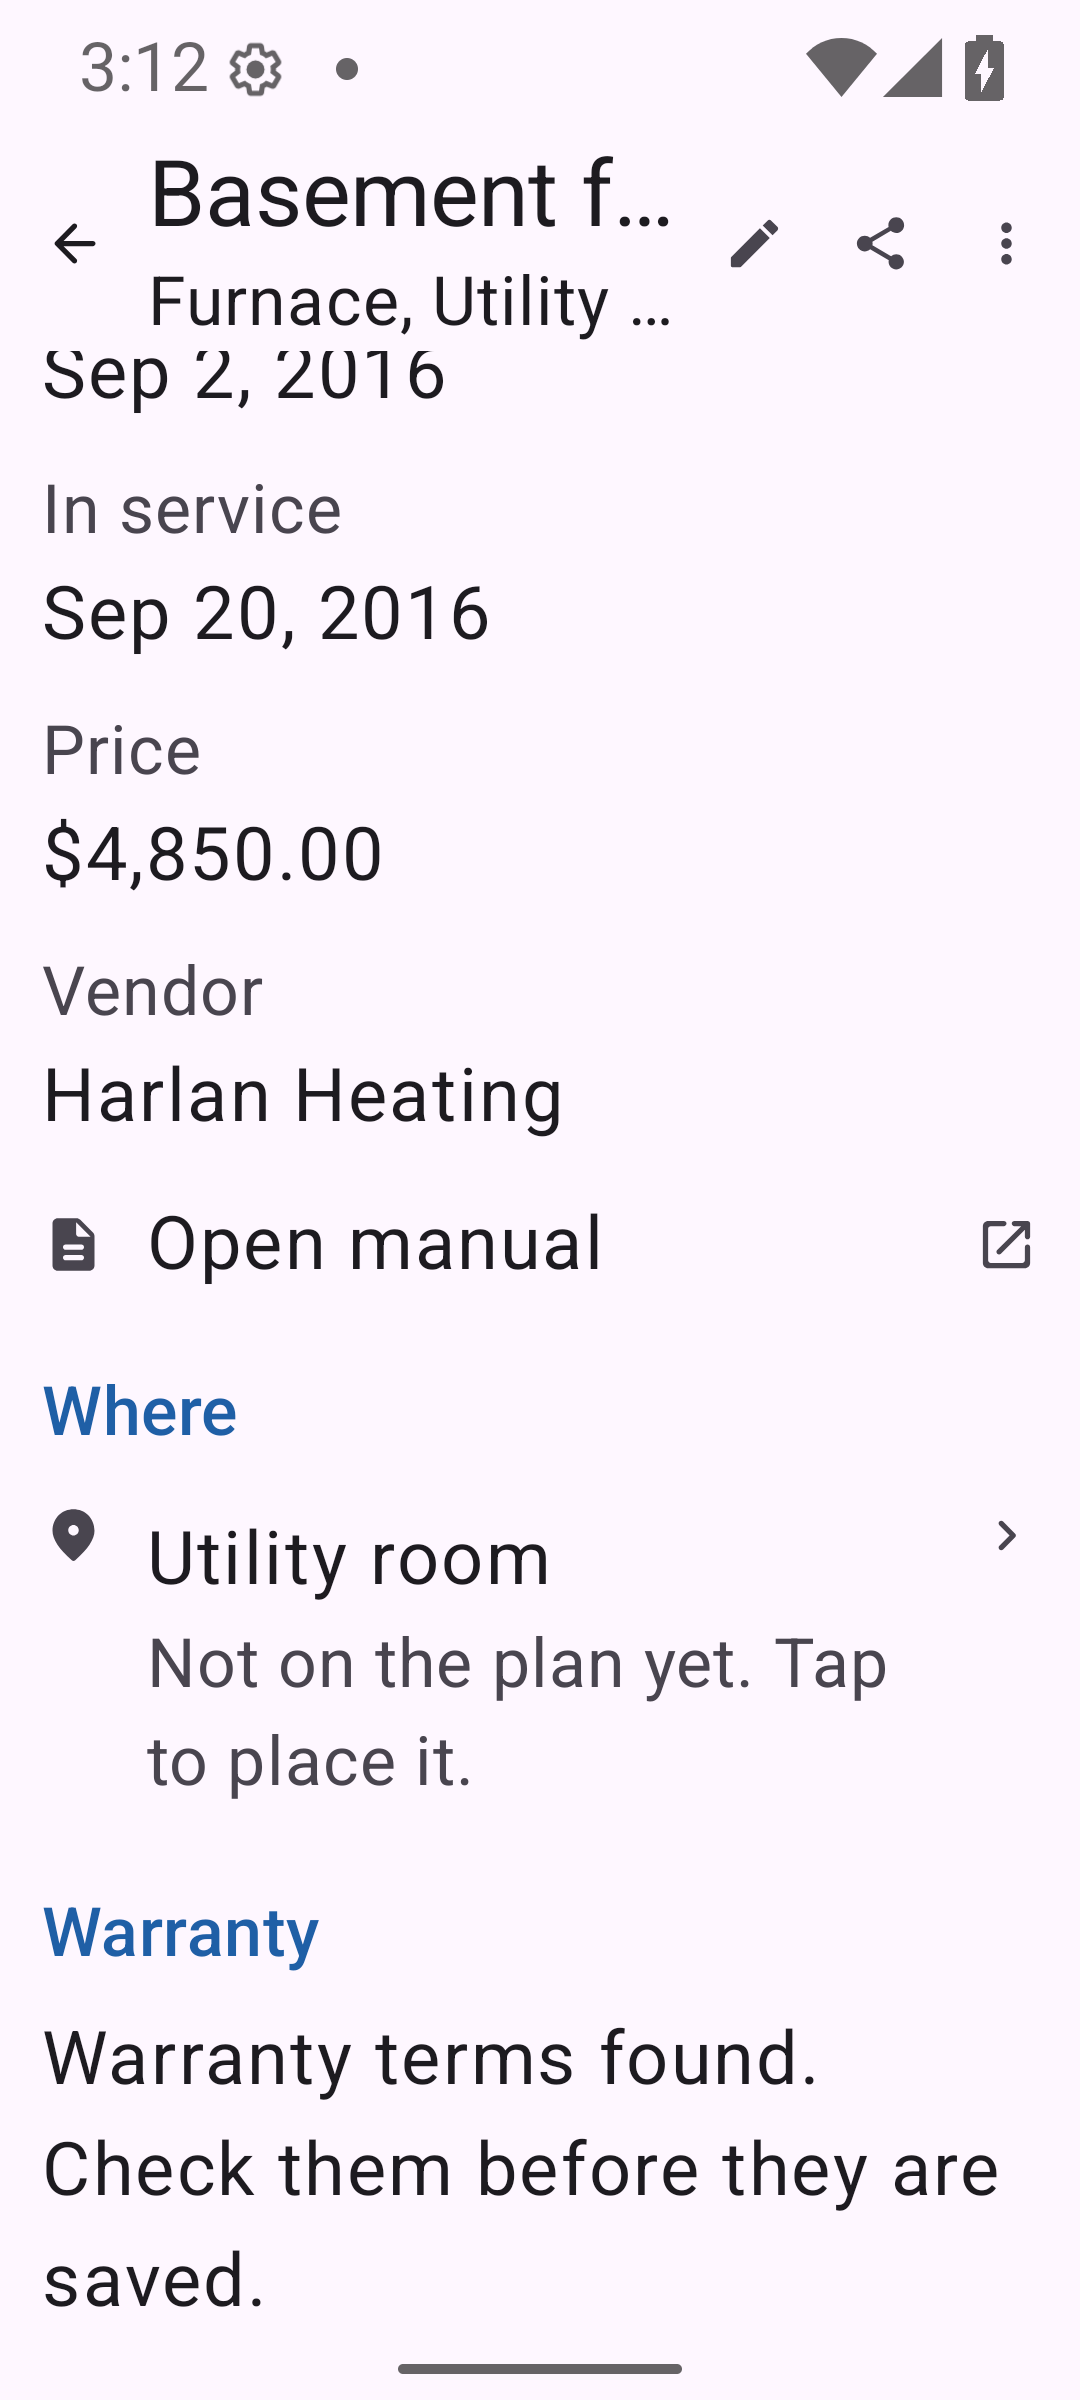 3:12
Basement f…
Furnace, Utility …
Sep 2, 2016
In service
Sep 20, 2016
Price
$4,850.00
Vendor
Harlan Heating
Open manual
Where
Utility room
Not on the plan yet. Tap
to place it.
Warranty
Warranty terms found.
Check them before they are
saved.